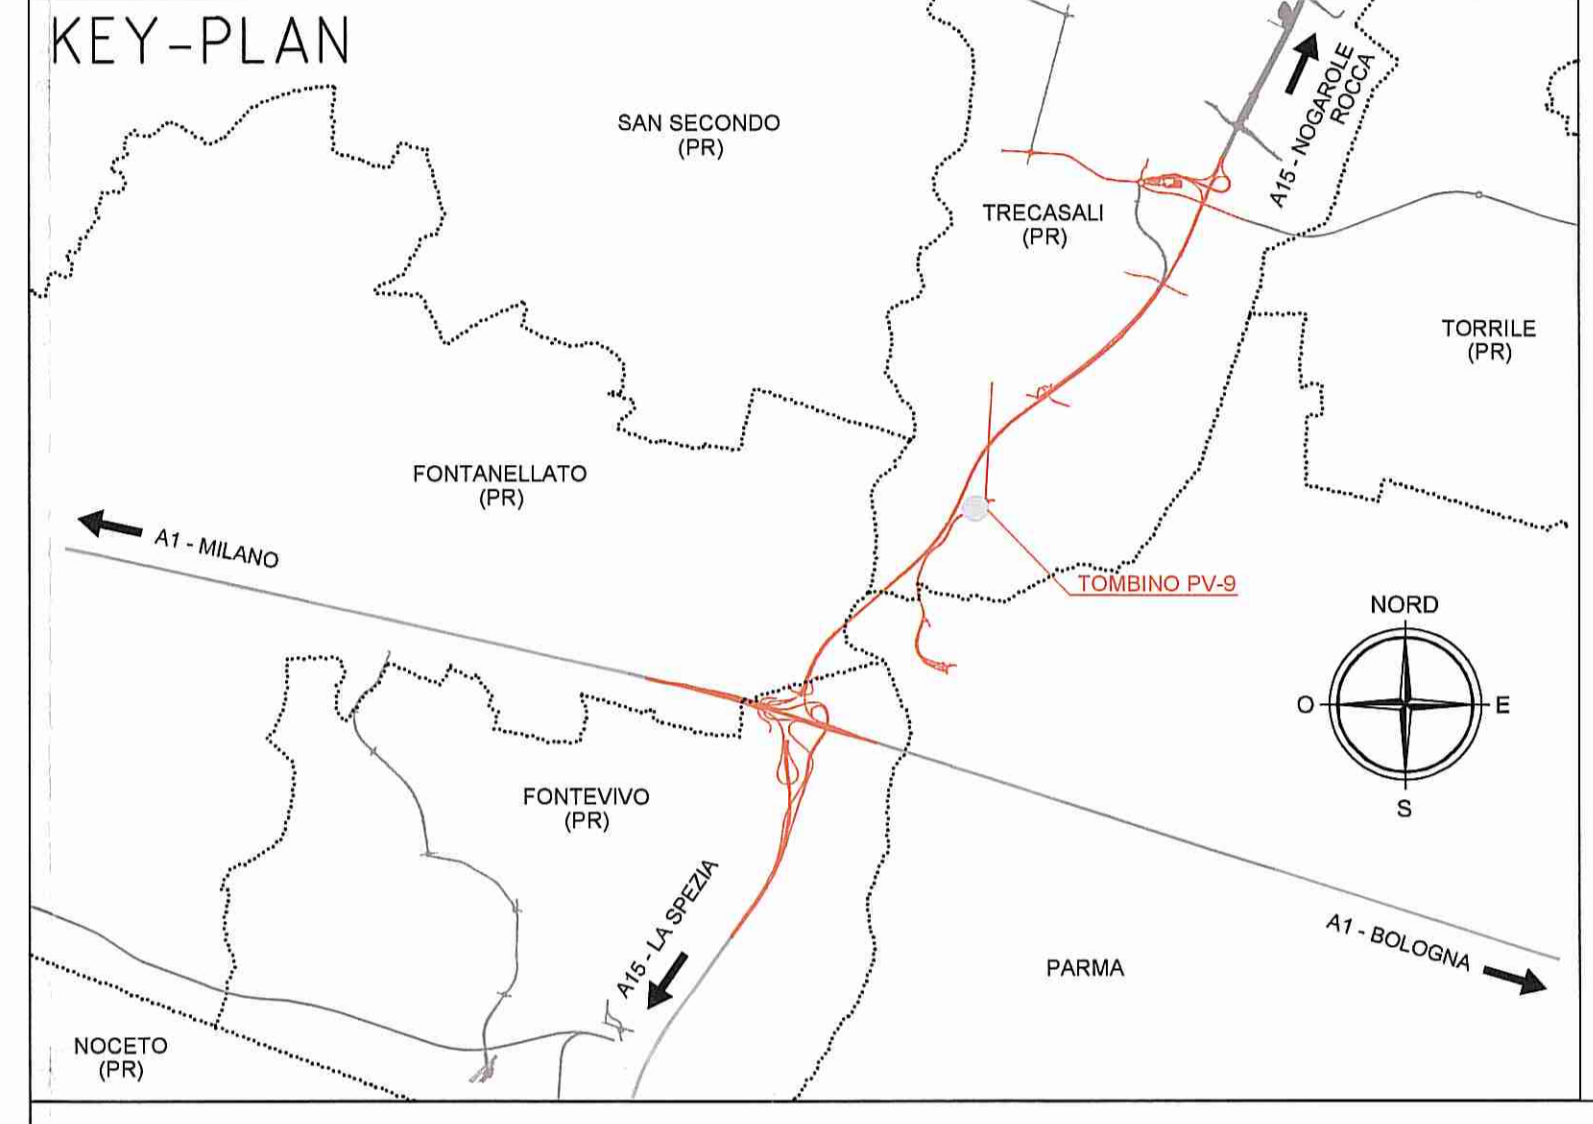 KEY-PLAN
SAN SECONDO
(PR)
A15 - NOGAROLE
ROCCA
TRECASALI
(PR)
TORRILE
(PR)
FONTANELLATO
(PR)
A1 - MILANO
TOMBINO PV-9
NORD
O
E
S
FONTEVIVO
(PR)
A15 - LA SPEZIA
A1 - BOLOGNA
PARMA
NOCETO
(PR)